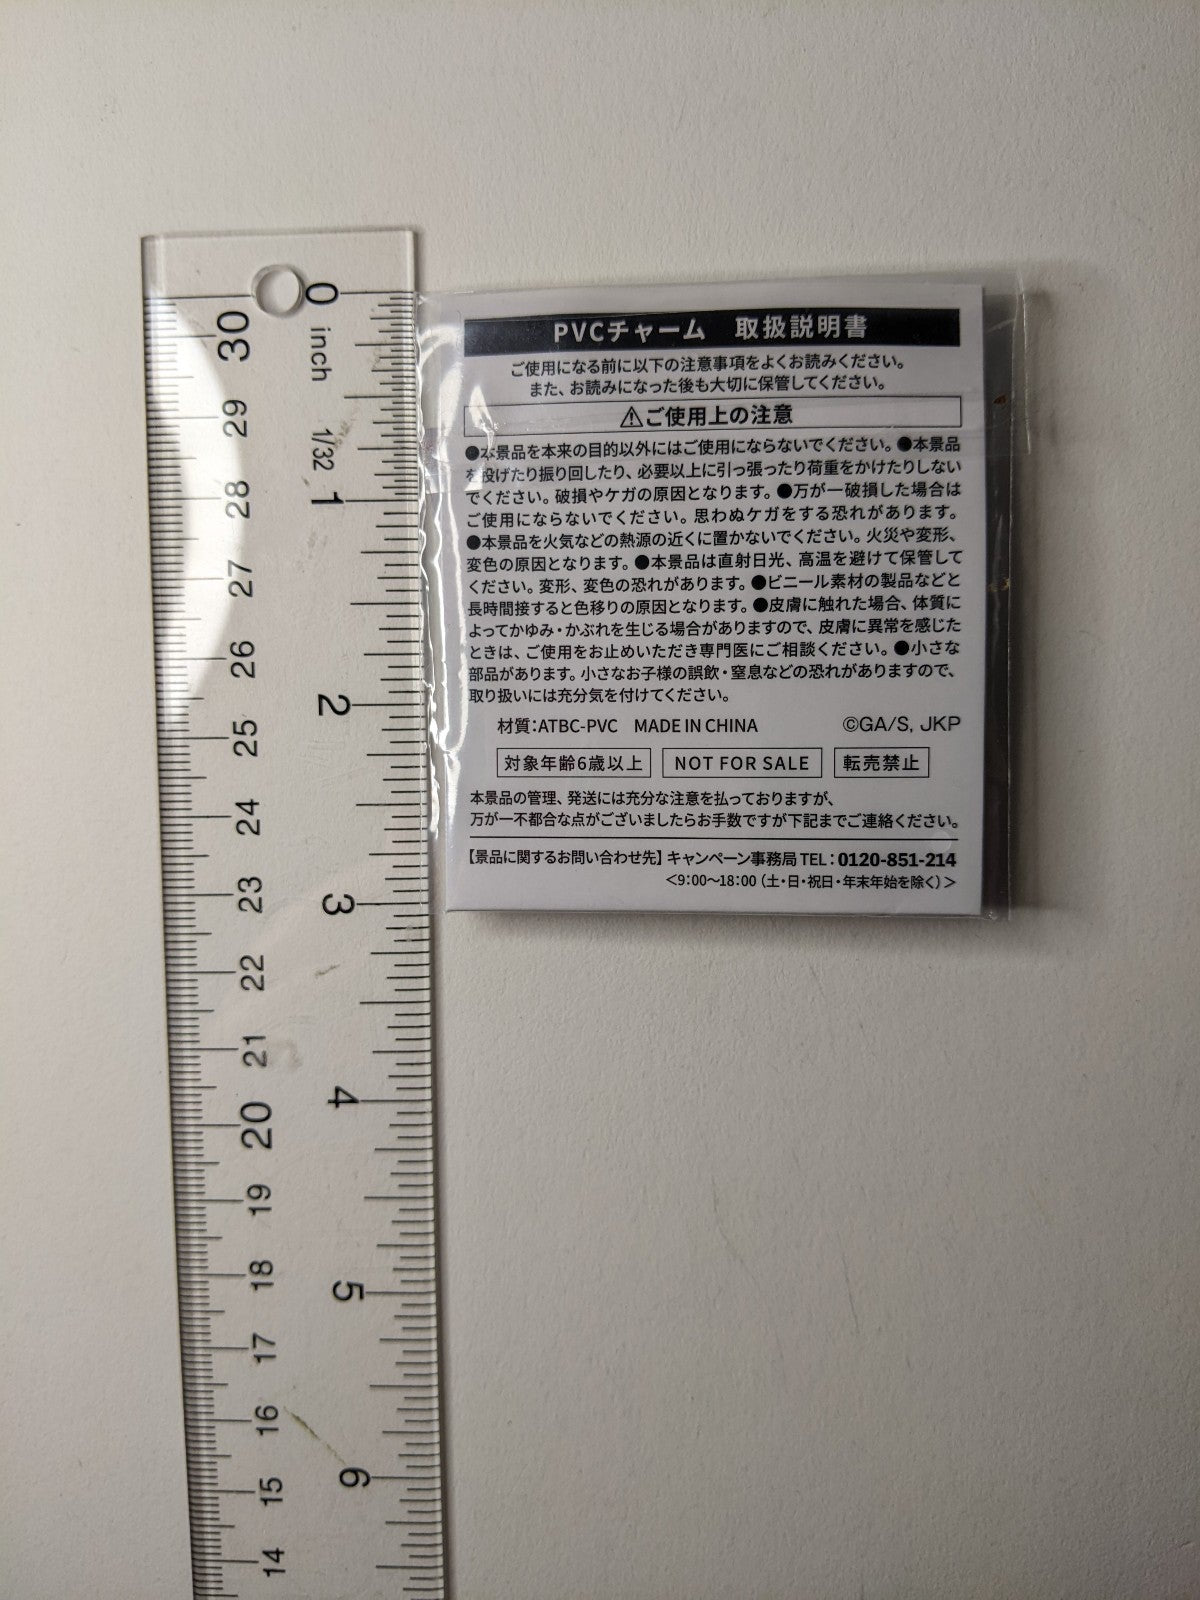 0
inch
1/32
1
2
3
4
5
6
30
29
28
27
26
25
24
23
22
21
20
19
18
17
16
15
14
PVCチャーム 取扱説明書
ご使用になる前に以下の注意事項をよくお読みください。
また、お読みになった後も大切に保管してください。
⚠ご使用上の注意
●本景品を本来の目的以外にはご使用にならないでください。●本景品
を投げたり振り回したり、必要以上に引っ張ったり荷重をかけたりしない
でください。破損やケガの原因となります。●万が一破損した場合は
ご使用にならないでください。思わぬケガをする恐れがあります。
●本景品を火気などの熱源の近くに置かないでください。火災や変形、
変色の原因となります。●本景品は直射日光、高温を避けて保管して
ください。変形、変色の恐れがあります。●ビニール素材の製品などと
長時間接すると色移りの原因となります。●皮膚に触れた場合、体質に
よってかゆみ・かぶれを生じる場合がありますので、皮膚に異常を感じた
ときは、ご使用をお止めいただき専門医にご相談ください。●小さな
部品があります。小さなお子様の誤飲・窒息などの恐れがありますので、
取り扱いには充分気を付けてください。
材質：ATBC-PVC MADE IN CHINA ©GA/S, JKP
対象年齢6歳以上 NOT FOR SALE 転売禁止
本景品の管理、発送には充分な注意を払っておりますが、
万が一不都合な点がございましたらお手数ですが下記までご連絡ください。
【景品に関するお問い合わせ先】キャンペーン事務局 TEL：0120-851-214
＜9：00〜18：00（土・日・祝日・年末年始を除く）＞